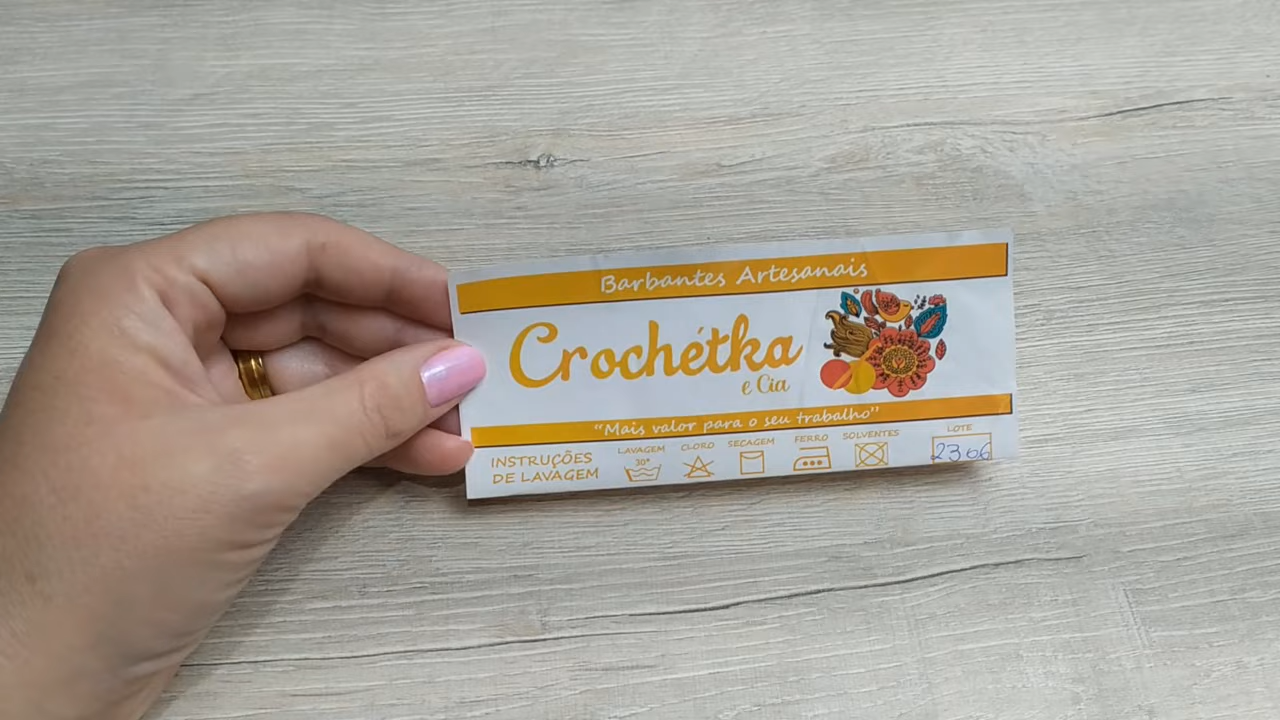 Barbantes Artesanais
Crochétka
e Cia
"Mais valor para o seu trabalho"
INSTRUÇÕES
DE LAVAGEM
LAVAGEM
30°
CLORO
SECAGEM
FERRO
SOLVENTES
LOTE
2306